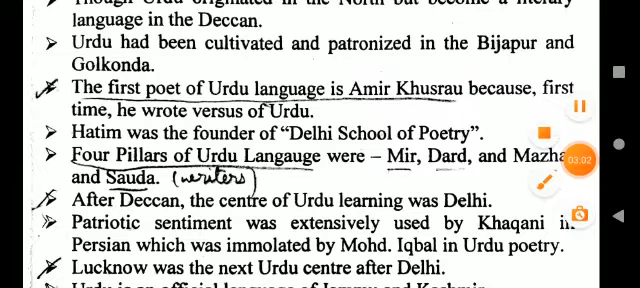 Though Urdu originated in the North but become a literary
language in the Deccan.
➢ Urdu had been cultivated and patronized in the Bijapur and
Golkonda.
➢ The first poet of Urdu language is Amir Khusrau because, first
time, he wrote versus of Urdu.
➢ Hatim was the founder of “Delhi School of Poetry”.
➢ Four Pillars of Urdu Langauge were – Mir, Dard, and Mazha
and Sauda. (writers)
➢ After Deccan, the centre of Urdu learning was Delhi.
➢ Patriotic sentiment was extensively used by Khaqani in
Persian which was immolated by Mohd. Iqbal in Urdu poetry.
➢ Lucknow was the next Urdu centre after Delhi.
Urdu is an official language of Jammu and Kashmir
03:02